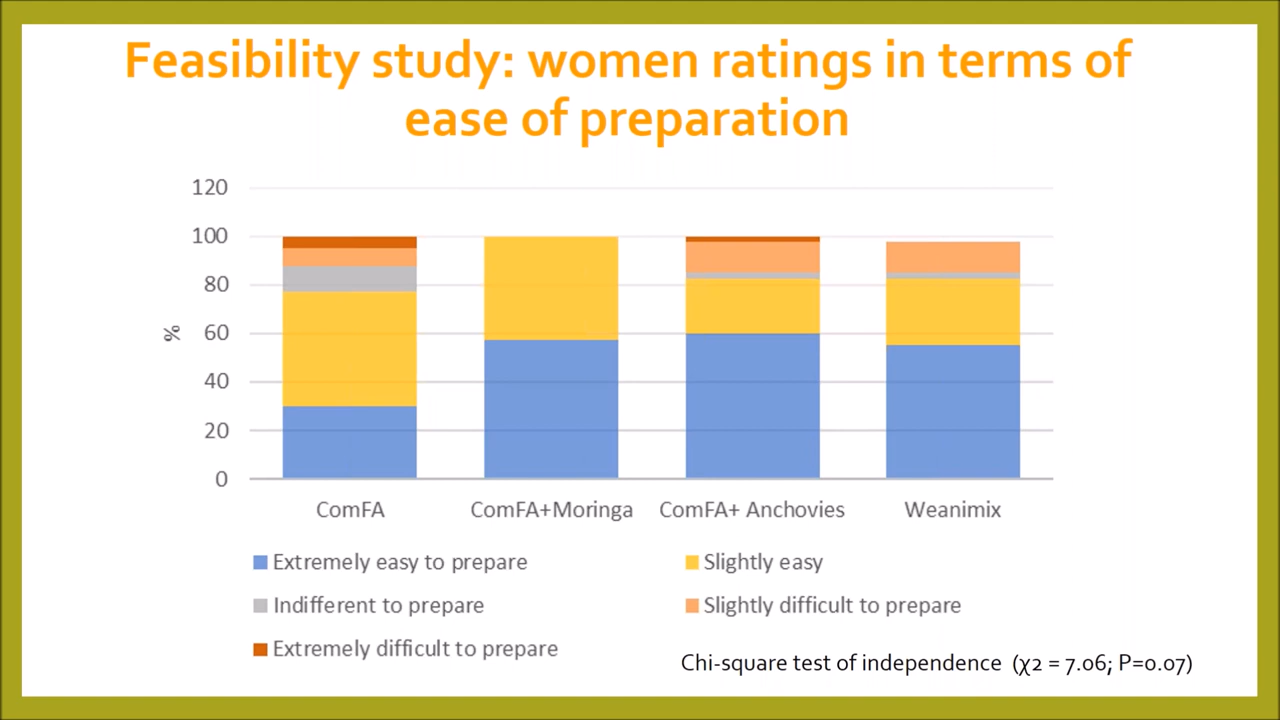 Feasibility study: women ratings in terms of
ease of preparation
120
100
80
60
40
20
0
%
ComFA
ComFA+Moringa
ComFA+ Anchovies
Weanimix
Extremely easy to prepare
Slightly easy
Indifferent to prepare
Slightly difficult to prepare
Extremely difficult to prepare
Chi-square test of independence (χ2 = 7.06; P=0.07)